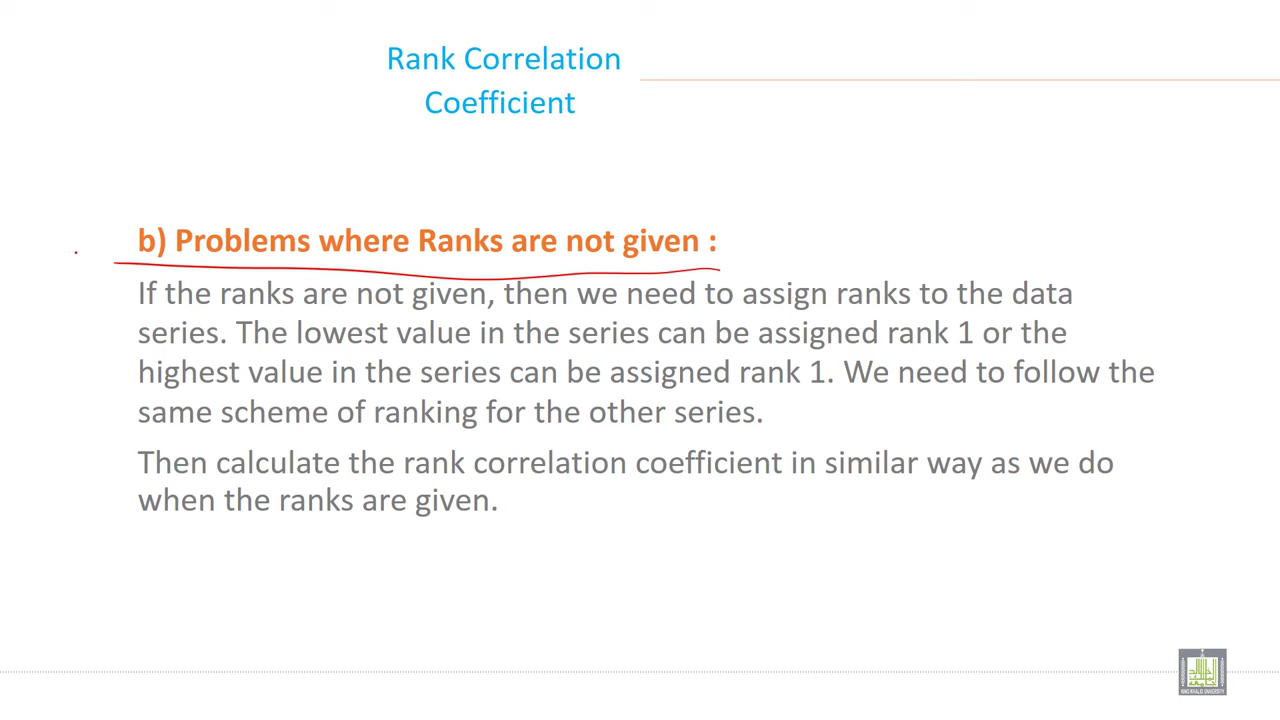 Rank Correlation
Coefficient
b) Problems where Ranks are not given :
If the ranks are not given, then we need to assign ranks to the data
series. The lowest value in the series can be assigned rank 1 or the
highest value in the series can be assigned rank 1. We need to follow the
same scheme of ranking for the other series.
Then calculate the rank correlation coefficient in similar way as we do
when the ranks are given.
KING KHALID UNIVERSITY